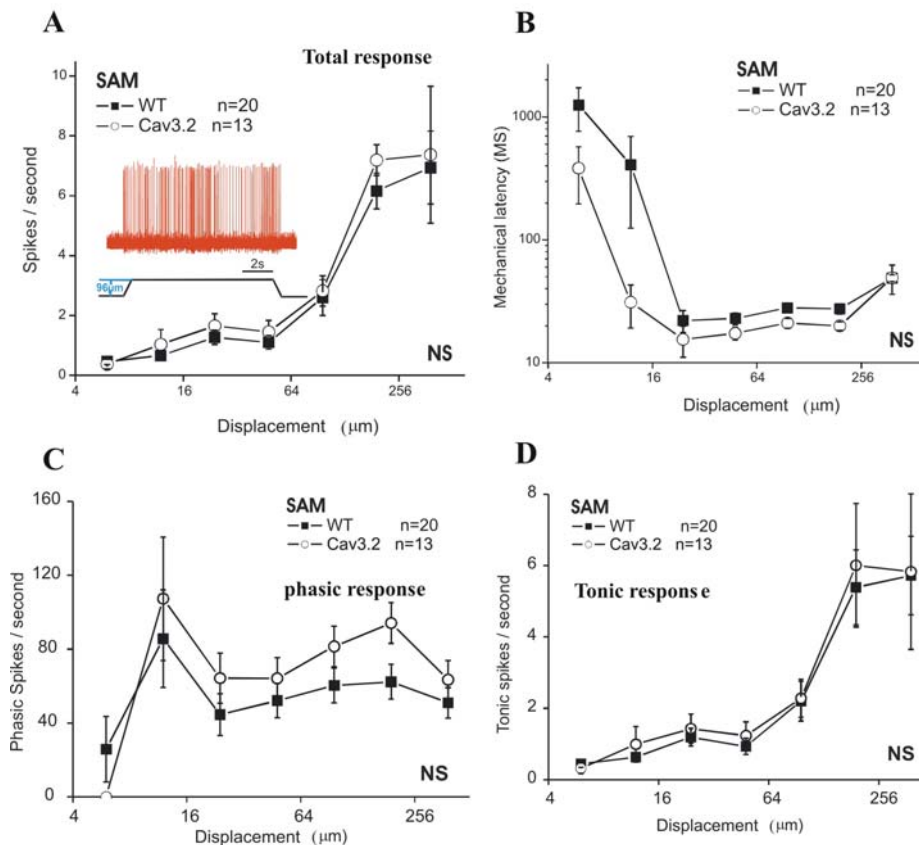 A
Total response
SAM
WT n=20
Cav3.2 n=13
10
8
6
4
2
0
Spikes / second
2s
96μm
NS
4 16 64 256
Displacement (μm)
B
SAM
WT n=20
Cav3.2 n=13
1000
100
10
Mechanical latency (MS)
4 16 64 256
Displacement (μm)
C
SAM
WT n=20
Cav3.2 n=13
phasic response
160
120
80
40
0
Phasic Spikes / second
NS
4 16 64 256
Displacement (μm)
D
SAM
WT n=20
Cav3.2 n=13
Tonic response
8
6
4
2
0
Tonic spikes / second
NS
4 16 64 256
Displacement (μm)